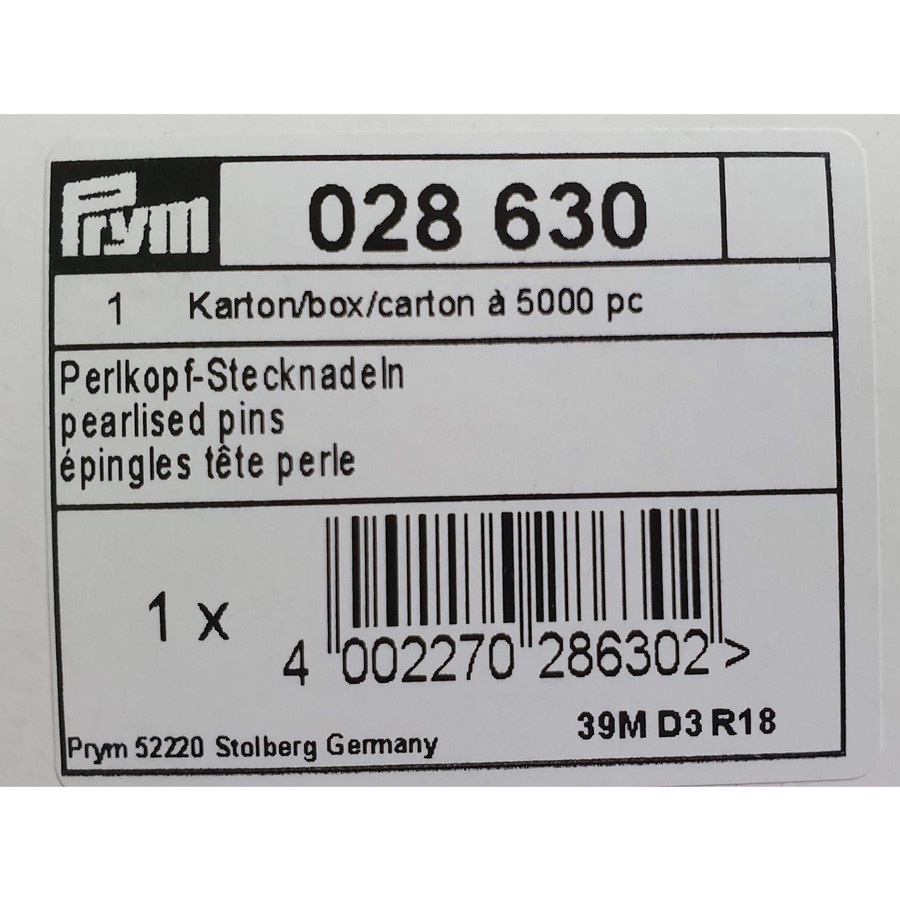 Prym
028 630
1 Karton/box/carton à 5000 pc
Perlkopf-Stecknadeln
pearlised pins
épingles tête perle
1 x
4 002270 286302 >
39M D3 R18
Prym 52220 Stolberg Germany